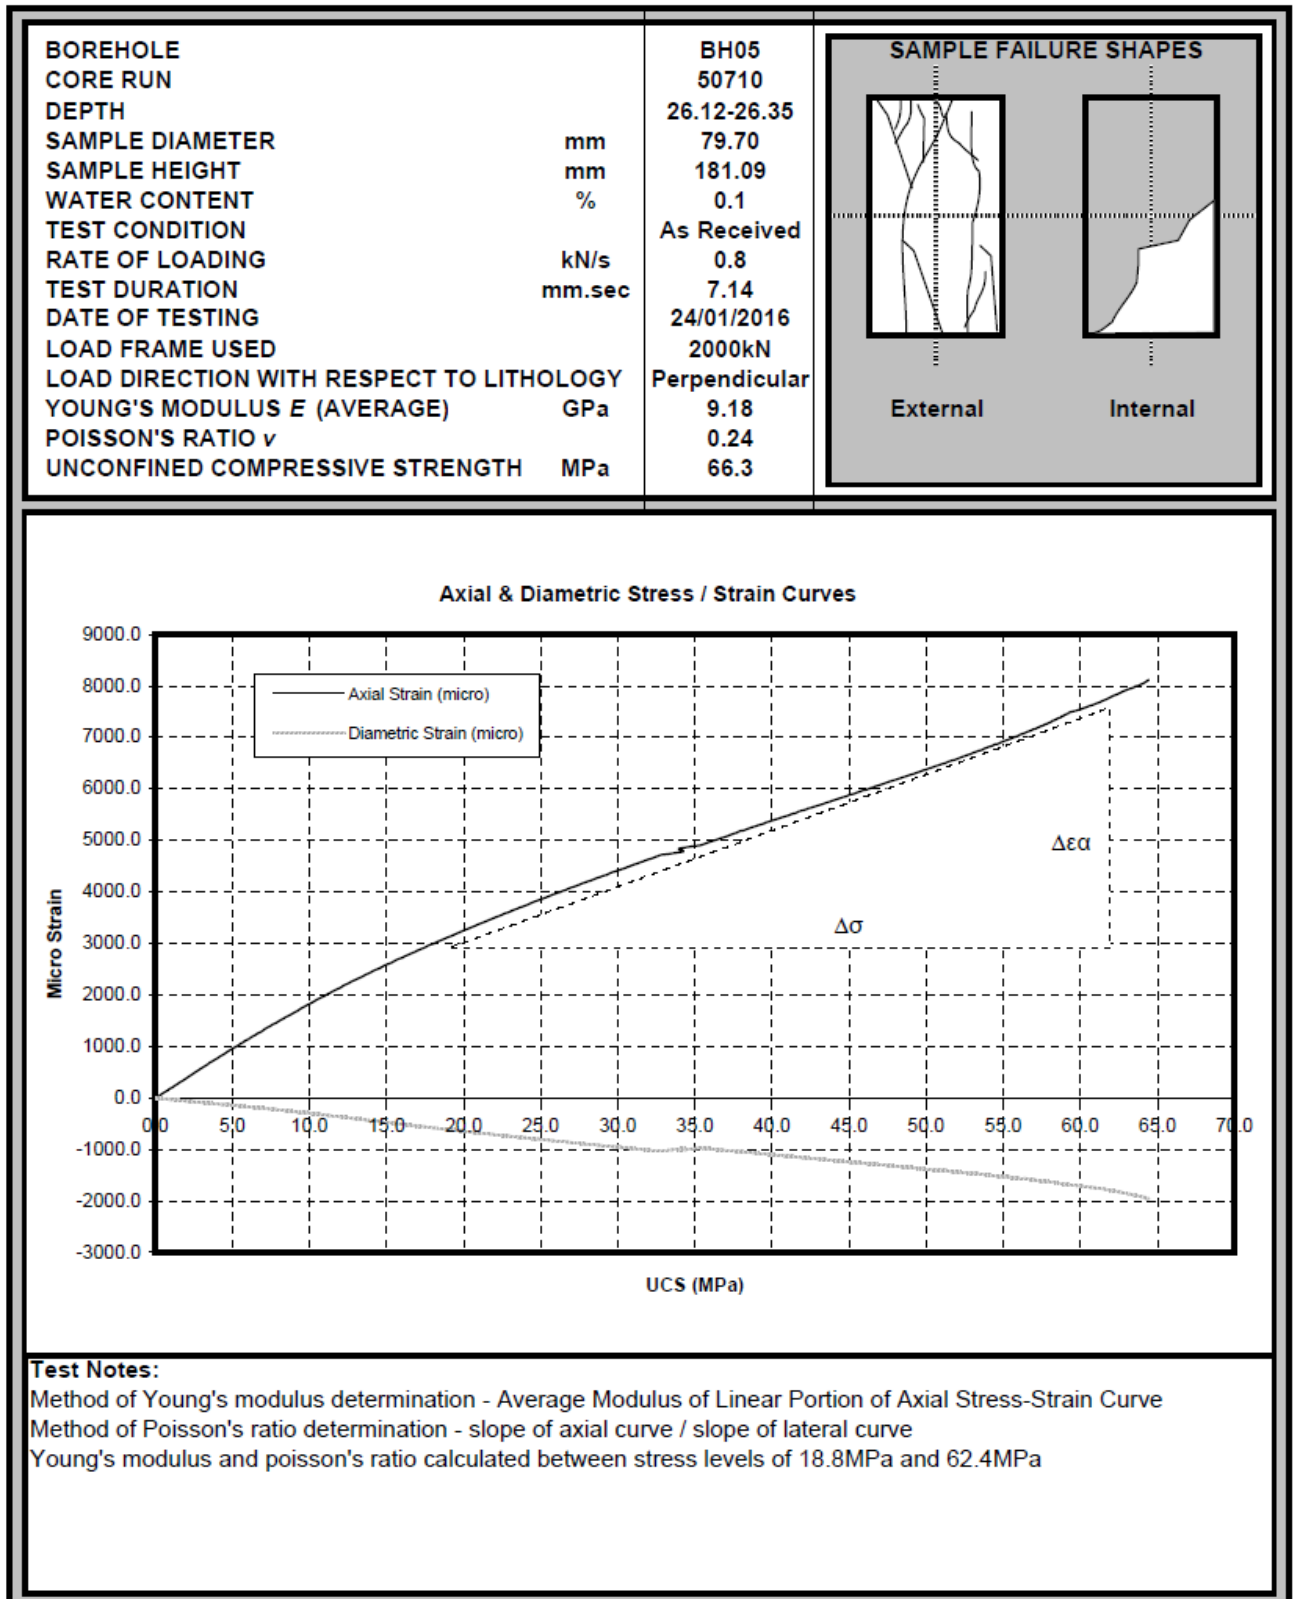 BOREHOLE BH05
CORE RUN 50710
DEPTH 26.12-26.35
SAMPLE DIAMETER mm 79.70
SAMPLE HEIGHT mm 181.09
WATER CONTENT % 0.1
TEST CONDITION As Received
RATE OF LOADING kN/s 0.8
TEST DURATION mm.sec 7.14
DATE OF TESTING 24/01/2016
LOAD FRAME USED 2000kN
LOAD DIRECTION WITH RESPECT TO LITHOLOGY Perpendicular
YOUNG'S MODULUS E (AVERAGE) GPa 9.18
POISSON'S RATIO v 0.24
UNCONFINED COMPRESSIVE STRENGTH MPa 66.3
SAMPLE FAILURE SHAPES
External Internal
Axial & Diametric Stress / Strain Curves
9000.0
8000.0
7000.0
6000.0
5000.0
4000.0
3000.0
2000.0
1000.0
0.0
-1000.0
-2000.0
-3000.0
Micro Strain
Axial Strain (micro)
Diametric Strain (micro)
Δεα
Δσ
0.0 5.0 10.0 15.0 20.0 25.0 30.0 35.0 40.0 45.0 50.0 55.0 60.0 65.0 70.0
UCS (MPa)
Test Notes:
Method of Young's modulus determination - Average Modulus of Linear Portion of Axial Stress-Strain Curve
Method of Poisson's ratio determination - slope of axial curve / slope of lateral curve
Young's modulus and poisson's ratio calculated between stress levels of 18.8MPa and 62.4MPa